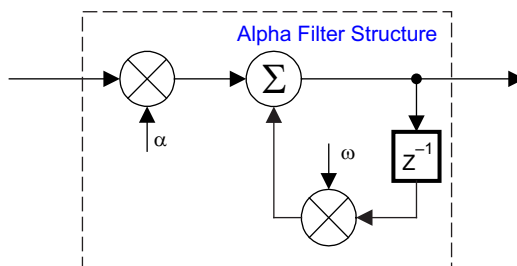 Alpha Filter Structure
Σ
α
ω
z⁻¹